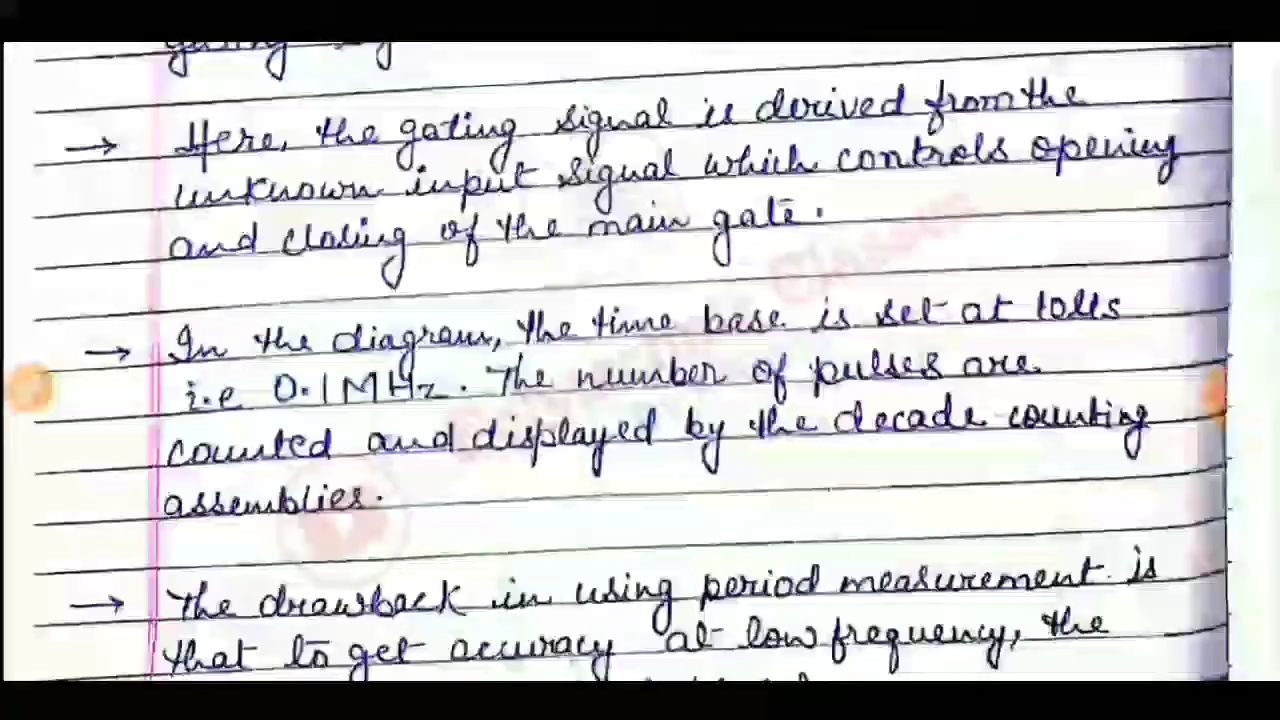 → Here, the gating signal is derived from the
unknown input signal which controls opening
and closing of the main gate.
→ In the diagram, the time base is set at
i.e 0.1MHz. The number of pulses are
counted and displayed by the decade counting
assemblies.
→ The drawback in using period measurement is
that to get accuracy at low frequency, the